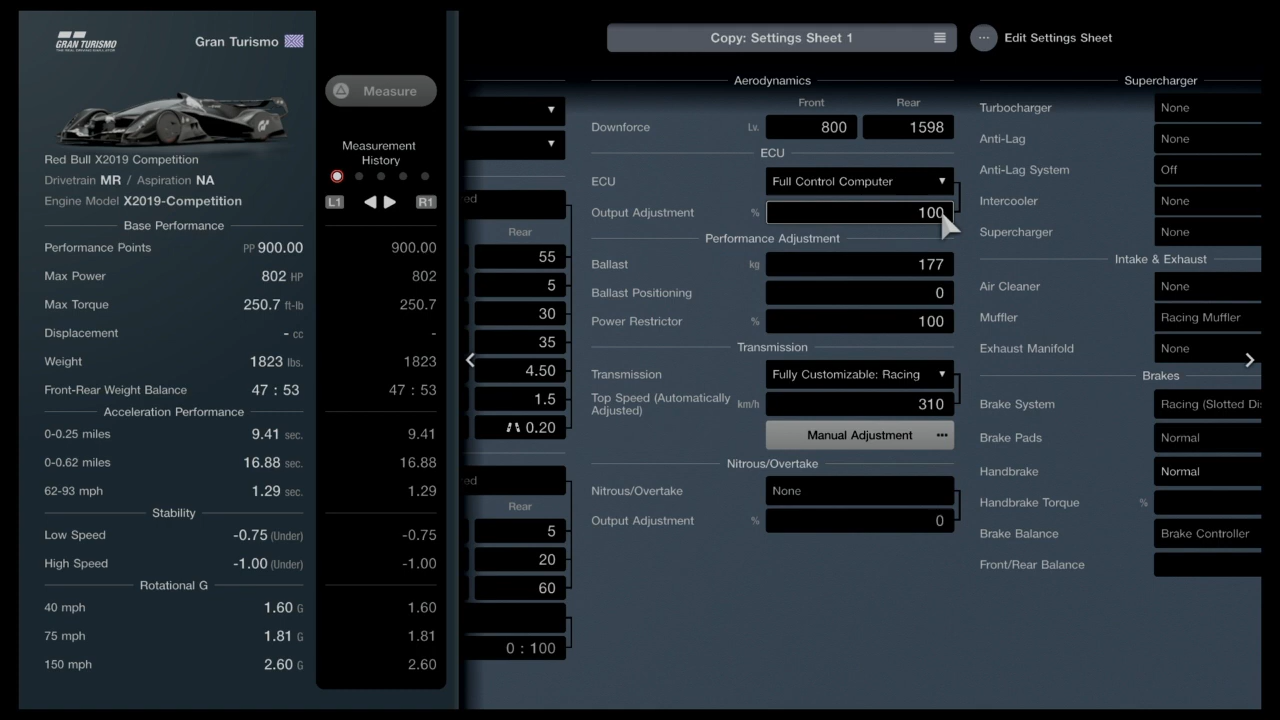 GRAN TURISMO
THE REAL DRIVING SIMULATOR
Gran Turismo
Red Bull X2019 Competition
Drivetrain MR / Aspiration NA
Engine Model X2019-Competition
Base Performance
Performance Points PP 900.00
Max Power 802 HP
Max Torque 250.7 ft-lb
Displacement - cc
Weight 1823 lbs.
Front-Rear Weight Balance 47 : 53
Acceleration Performance
0-0.25 miles 9.41 sec.
0-0.62 miles 16.88 sec.
62-93 mph 1.29 sec.
Stability
Low Speed -0.75 (Under)
High Speed -1.00 (Under)
Rotational G
40 mph 1.60 G
75 mph 1.81 G
150 mph 2.60 G
Measure
Measurement
History
L1 R1
900.00
802
250.7
-
1823
47 : 53
9.41
16.88
1.29
-0.75
-1.00
1.60
1.81
2.60
Copy: Settings Sheet 1
Edit Settings Sheet
ed
Rear
55
5
30
35
4.50
1.5
0.20
ed
Rear
5
20
60
0 : 100
Aerodynamics
Front Rear
Downforce Lv. 800 1598
ECU
ECU Full Control Computer
Output Adjustment % 100
Performance Adjustment
Ballast kg 177
Ballast Positioning 0
Power Restrictor % 100
Transmission
Transmission Fully Customizable: Racing
Top Speed (Automatically
Adjusted) km/h 310
Manual Adjustment
Nitrous/Overtake
Nitrous/Overtake None
Output Adjustment % 0
Supercharger
Turbocharger None
Anti-Lag None
Anti-Lag System Off
Intercooler None
Supercharger None
Intake & Exhaust
Air Cleaner None
Muffler Racing Muffler
Exhaust Manifold None
Brakes
Brake System Racing (Slotted Di
Brake Pads Normal
Handbrake Normal
Handbrake Torque %
Brake Balance Brake Controller
Front/Rear Balance